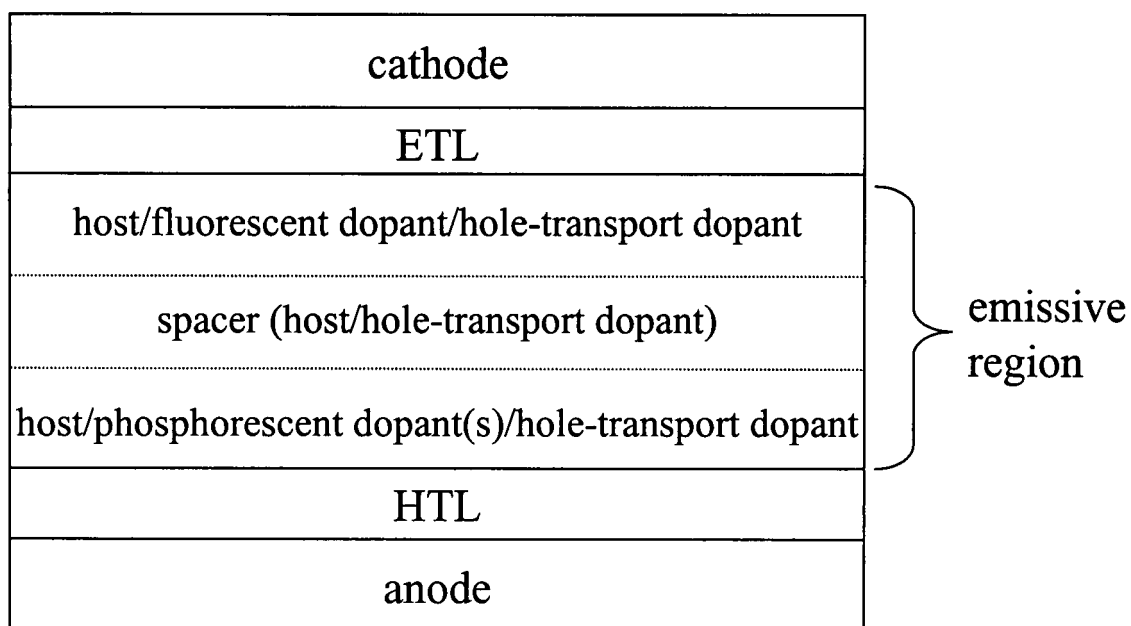 cathode
ETL
host/fluorescent dopant/hole-transport dopant
spacer (host/hole-transport dopant)
host/phosphorescent dopant(s)/hole-transport dopant
HTL
anode
emissive
region